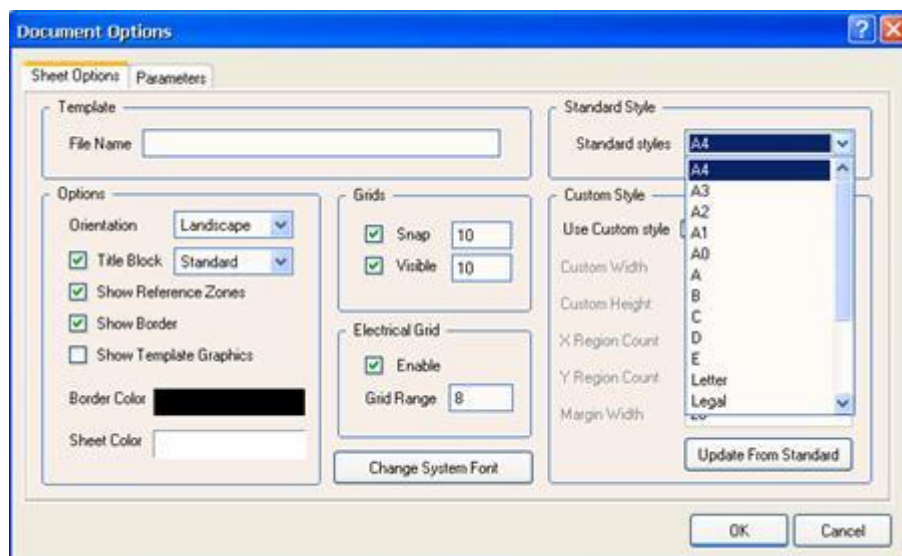 Document Options
Sheet Options Parameters
Template
File Name
Standard Style
Standard styles A4
A4
A3
A2
A1
A0
A
B
C
D
E
Letter
Legal
Options
Orientation Landscape
Title Block Standard
Show Reference Zones
Show Border
Show Template Graphics
Border Color
Sheet Color
Grids
Snap 10
Visible 10
Electrical Grid
Enable
Grid Range 8
Change System Font
Custom Style
Use Custom style
Custom Width
Custom Height
X Region Count
Y Region Count
Margin Width
Update From Standard
OK Cancel